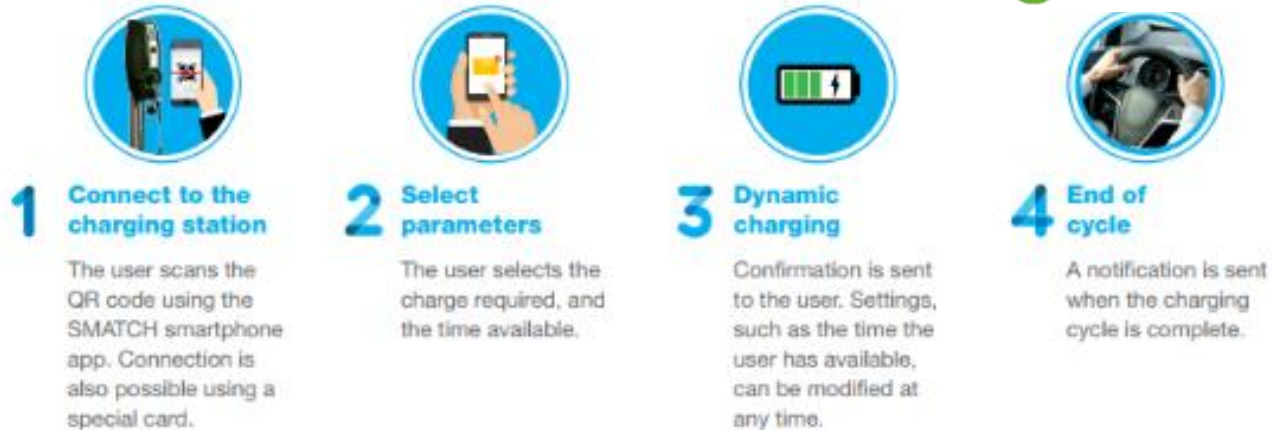 1
Connect to the
charging station
The user scans the
QR code using the
SMATCH smartphone
app. Connection is
also possible using a
special card.
2
Select
parameters
The user selects the
charge required, and
the time available.
3
Dynamic
charging
Confirmation is sent
to the user. Settings,
such as the time the
user has available,
can be modified at
any time.
4
End of
cycle
A notification is sent
when the charging
cycle is complete.